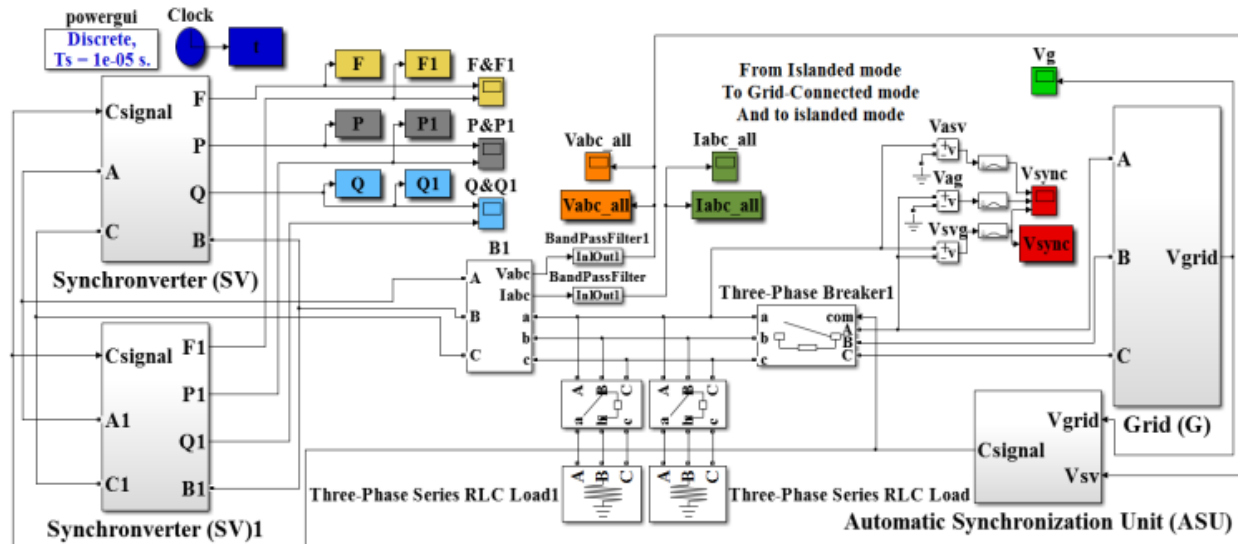 powergui
Discrete,
Ts = 1e-05 s.
Clock
t
F
F1
F&F1
P
P1
P&P1
Q
Q1
Q&Q1
Csignal
A
C
F
P
Q
B
Synchronverter (SV)
Csignal
A1
C1
F1
P1
Q1
B1
Synchronverter (SV)1
From Islanded mode
To Grid-Connected mode
And to islanded mode
Vabc_all
Vabc_all
Iabc_all
Iabc_all
B1
A
B
C
Vabc
Iabc
a
b
c
BandPassFilter1
In1Out1
BandPassFilter
In1Out1
Three-Phase Breaker1
a
b
c
com
A
B
C
Vasv
+v
-
Vag
+v
-
Vsvg
+v
-
Vsync
Vsync
Vg
A
B
C
Vgrid
Grid (G)
A
B
C
a
b
c
A
B
C
a
b
c
A
B
C
A
B
C
Three-Phase Series RLC Load1
Three-Phase Series RLC Load
Csignal
Vgrid
Vsv
Automatic Synchronization Unit (ASU)